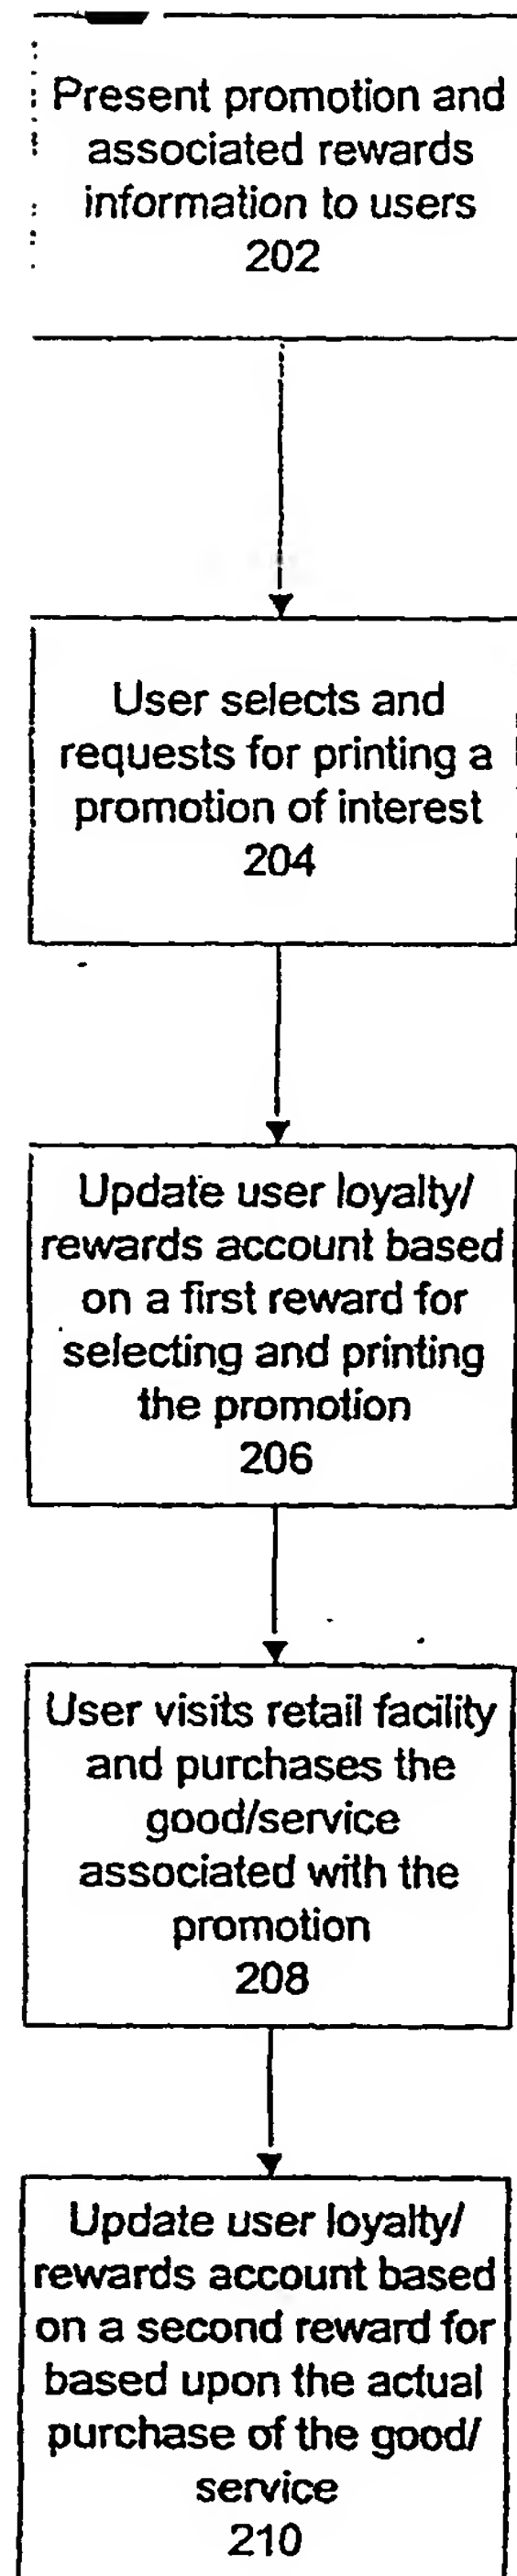 Present promotion and
associated rewards
information to users
202
User selects and
requests for printing a
promotion of interest
204
Update user loyalty/
rewards account based
on a first reward for
selecting and printing
the promotion
206
User visits retail facility
and purchases the
good/service
associated with the
promotion
208
Update user loyalty/
rewards account based
on a second reward for
based upon the actual
purchase of the good/
service
210